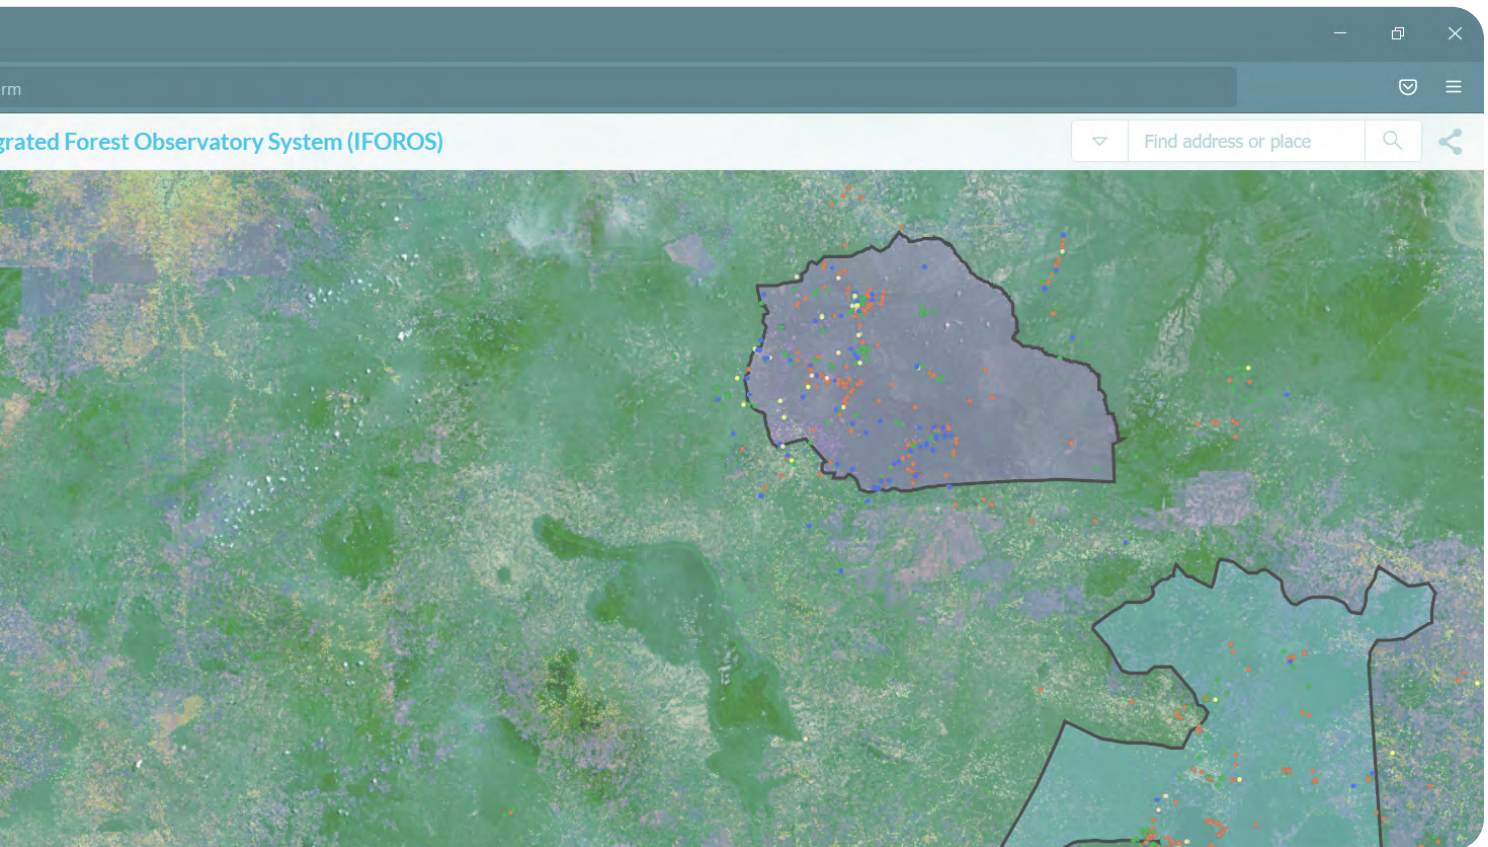 rm
grated Forest Observatory System (IFOROS)
Find address or place